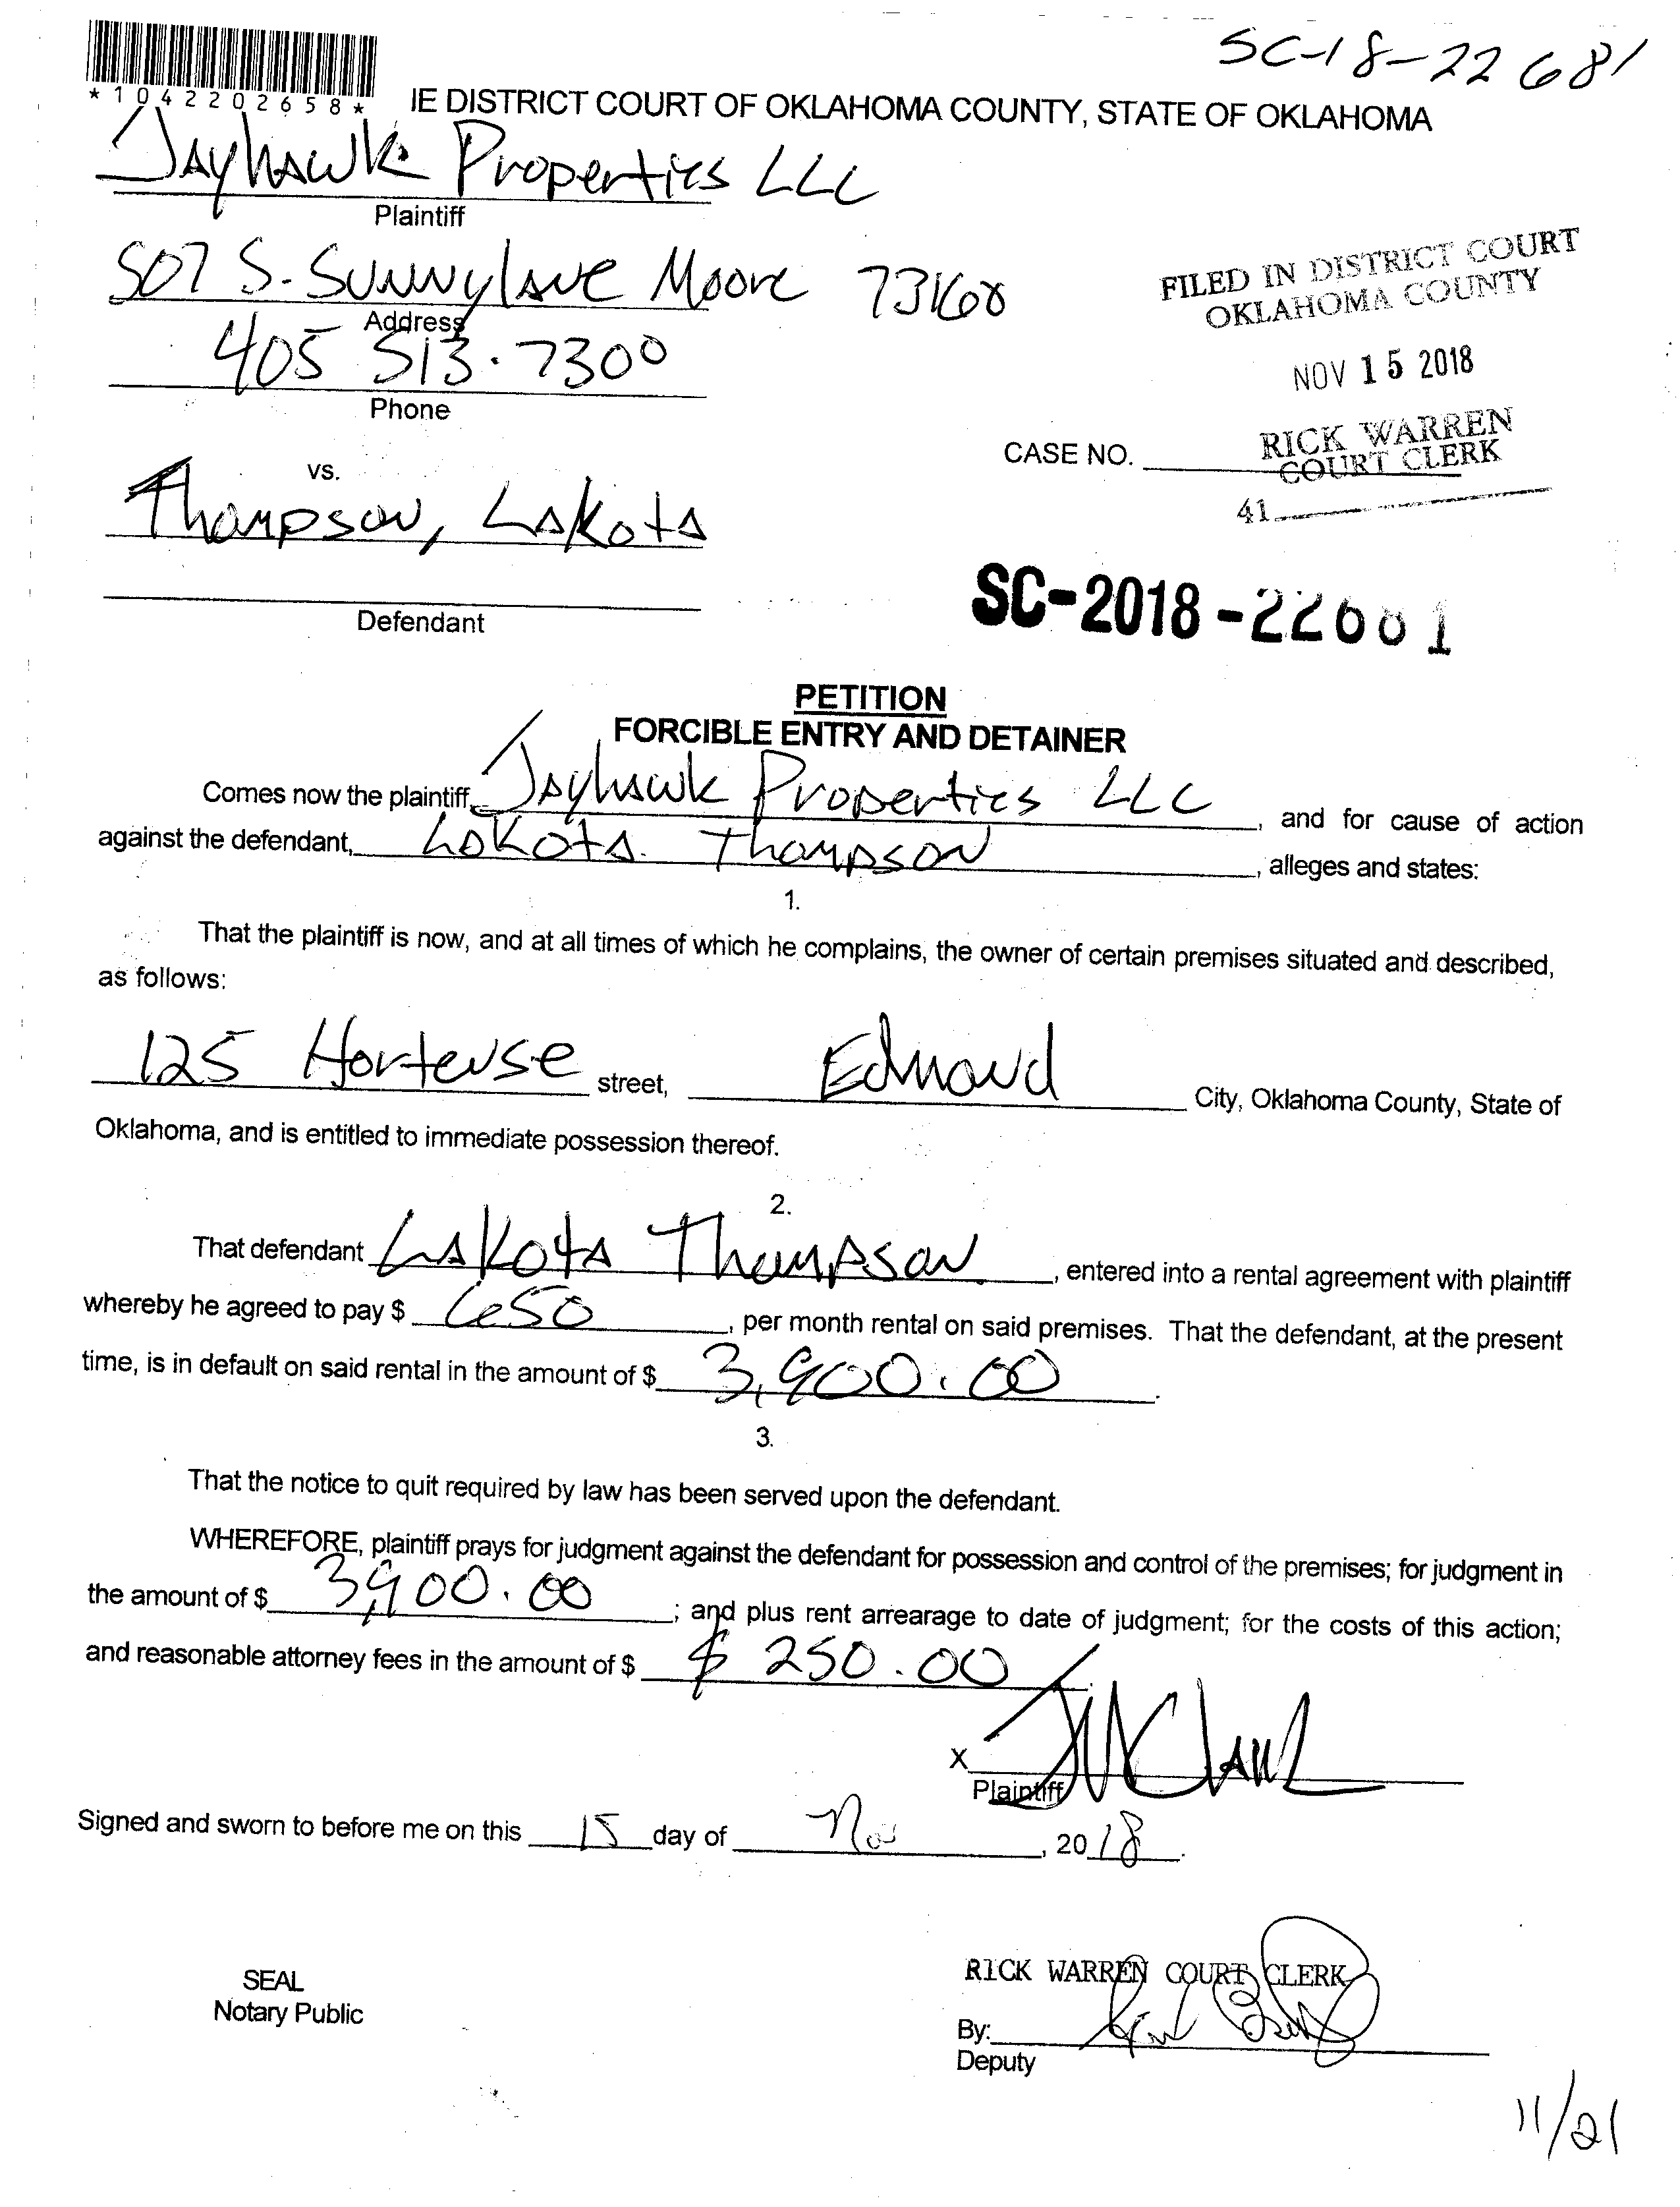 SC-18-22681
*1042202658*
IE DISTRICT COURT OF OKLAHOMA COUNTY, STATE OF OKLAHOMA
Jayhawk Properties LLC
Plaintiff
507 S. Sunnylane Moore 73160
Address
405 513.7300
Phone
FILED IN DISTRICT COURT
OKLAHOMA COUNTY
NOV 15 2018
RICK WARREN
COURT CLERK
41
CASE NO.
vs.
Thompson, Lakota
Defendant
SC-2018-22681
PETITION
FORCIBLE ENTRY AND DETAINER
Comes now the plaintiff, Jayhawk Properties LLC, and for cause of action
against the defendant, Lakota Thompson, alleges and states:
1.
That the plaintiff is now, and at all times of which he complains, the owner of certain premises situated and described,
as follows:
125 Hortense street, Edmond City, Oklahoma County, State of
Oklahoma, and is entitled to immediate possession thereof.
2.
That defendant Lakota Thompson, entered into a rental agreement with plaintiff
whereby he agreed to pay $ 650, per month rental on said premises. That the defendant, at the present
time, is in default on said rental in the amount of $ 3,900.00.
3.
That the notice to quit required by law has been served upon the defendant.
WHEREFORE, plaintiff prays for judgment against the defendant for possession and control of the premises; for judgment in
the amount of $ 3,900.00; and plus rent arrearage to date of judgment; for the costs of this action;
and reasonable attorney fees in the amount of $ $ 250.00.
X
Plaintiff
Signed and sworn to before me on this 15 day of Nov, 2018.
SEAL
Notary Public
RICK WARREN COURT CLERK
By:
Deputy
11/21